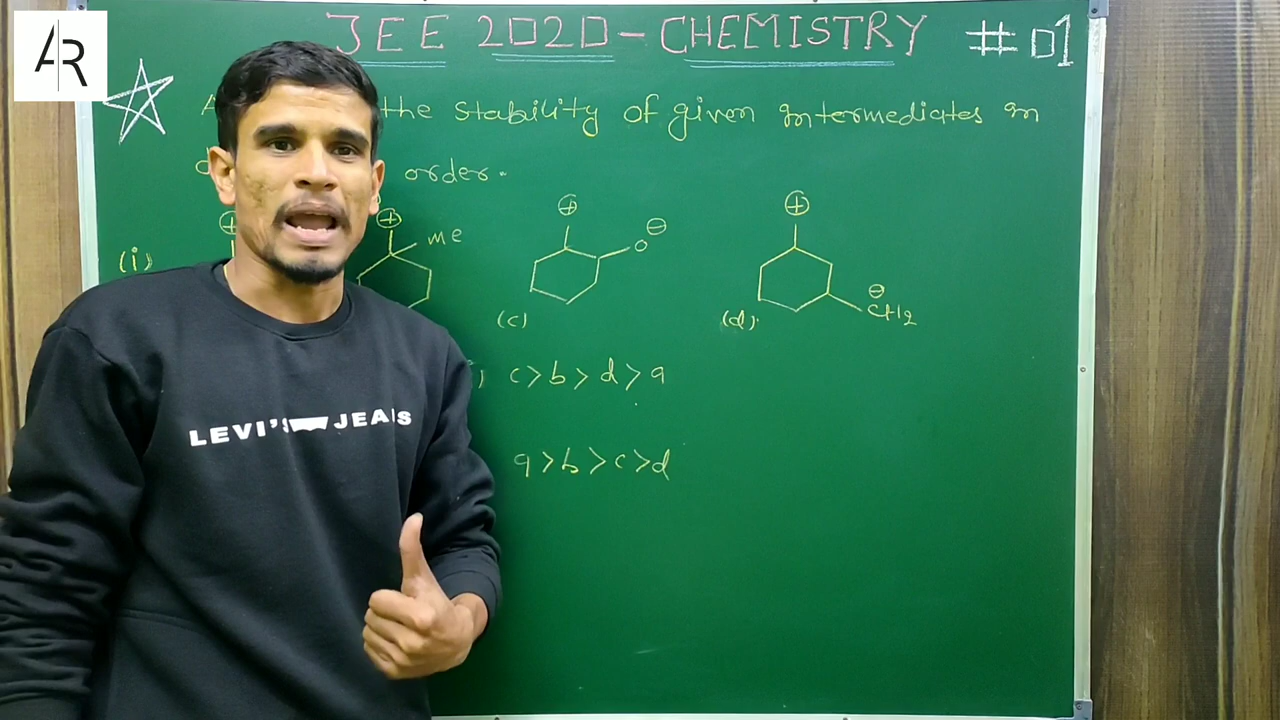 AR
JEE 2020 - CHEMISTRY #01
the stability of given intermediates in
order.
(i) ⊕ ⊕ me ⊕ O ⊖ ⊕ ⊖ CH2
(c) (d)
) c > b > d > a
a > b > c > d
LEVI'S JEANS